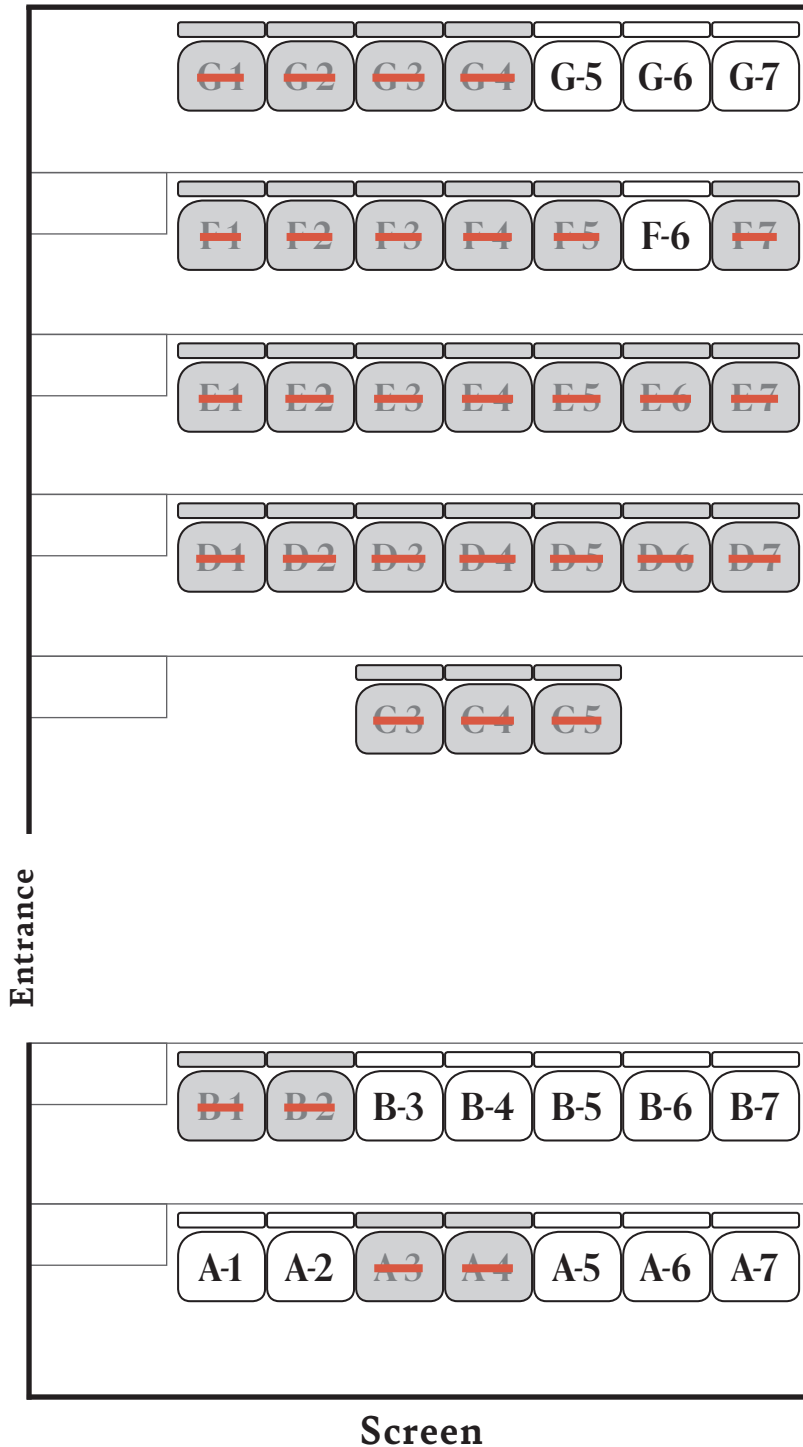 G-1 G-2 G-3 G-4 G-5 G-6 G-7
F-1 F-2 F-3 F-4 F-5 F-6 F-7
E-1 E-2 E-3 E-4 E-5 E-6 E-7
D-1 D-2 D-3 D-4 D-5 D-6 D-7
C-3 C-4 C-5
Entrance
B-1 B-2 B-3 B-4 B-5 B-6 B-7
A-1 A-2 A-3 A-4 A-5 A-6 A-7
Screen